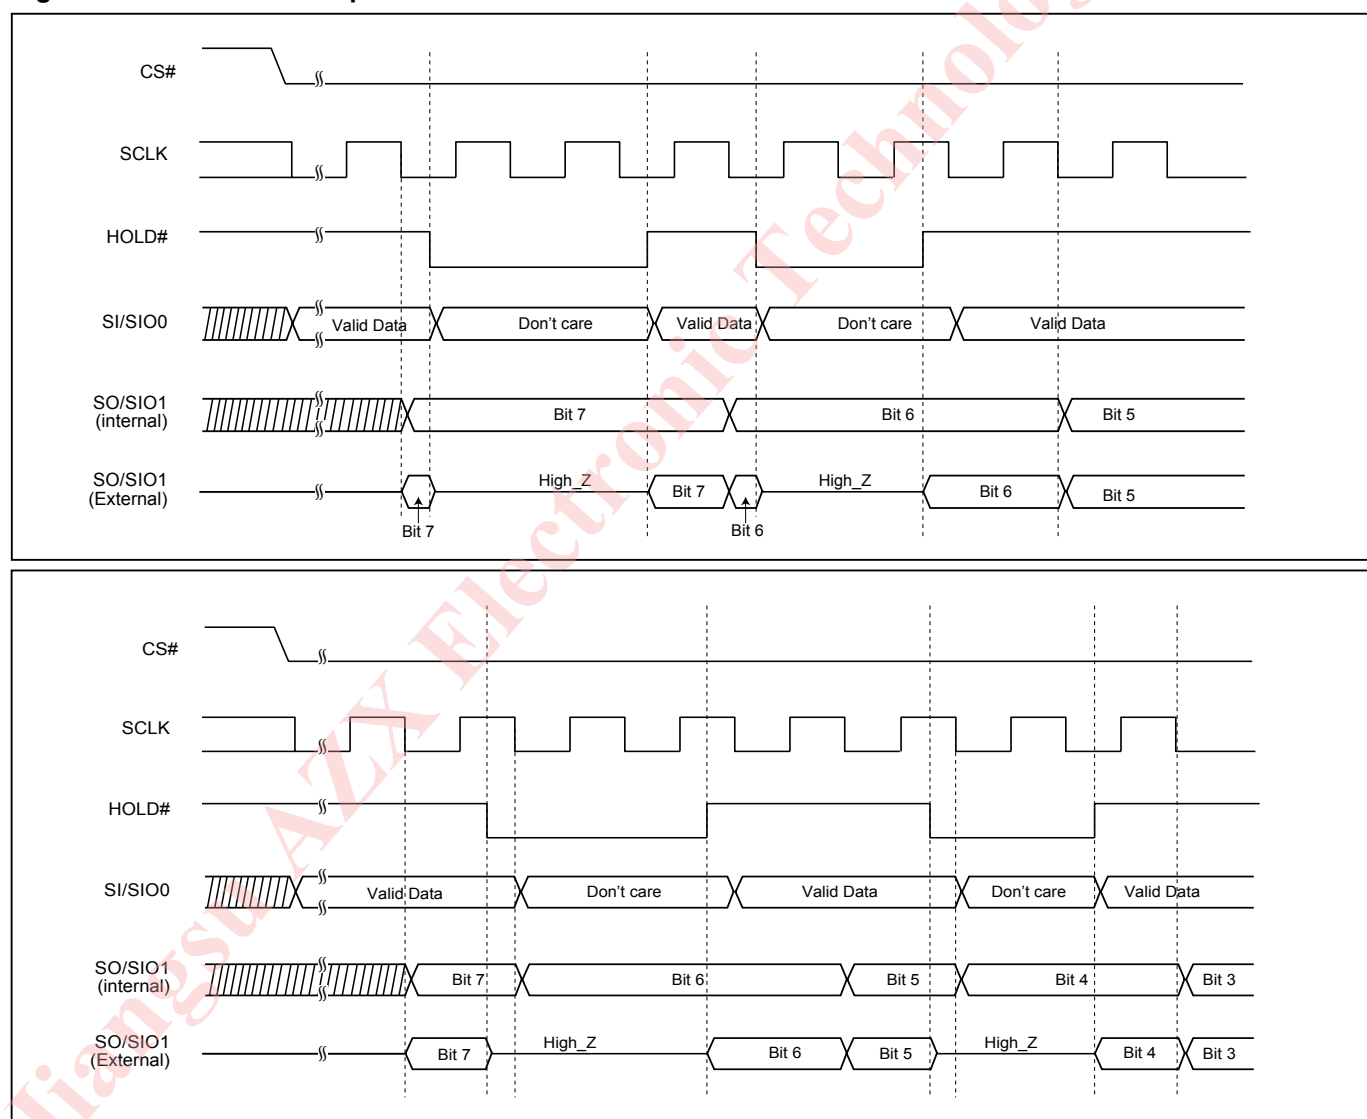 CS#
SCLK
HOLD#
SI/SIO0
Valid Data
Don't care
Valid Data
Don't care
Valid Data
SO/SIO1
(internal)
Bit 7
Bit 6
Bit 5
SO/SIO1
(External)
High_Z
Bit 7
High_Z
Bit 6
Bit 5
Bit 7
Bit 6
CS#
SCLK
HOLD#
SI/SIO0
Valid Data
Don't care
Valid Data
Don't care
Valid Data
SO/SIO1
(internal)
Bit 7
Bit 6
Bit 5
Bit 4
Bit 3
SO/SIO1
(External)
Bit 7
High_Z
Bit 6
Bit 5
High_Z
Bit 4
Bit 3
Jiangsu AZX Electronic Technolog